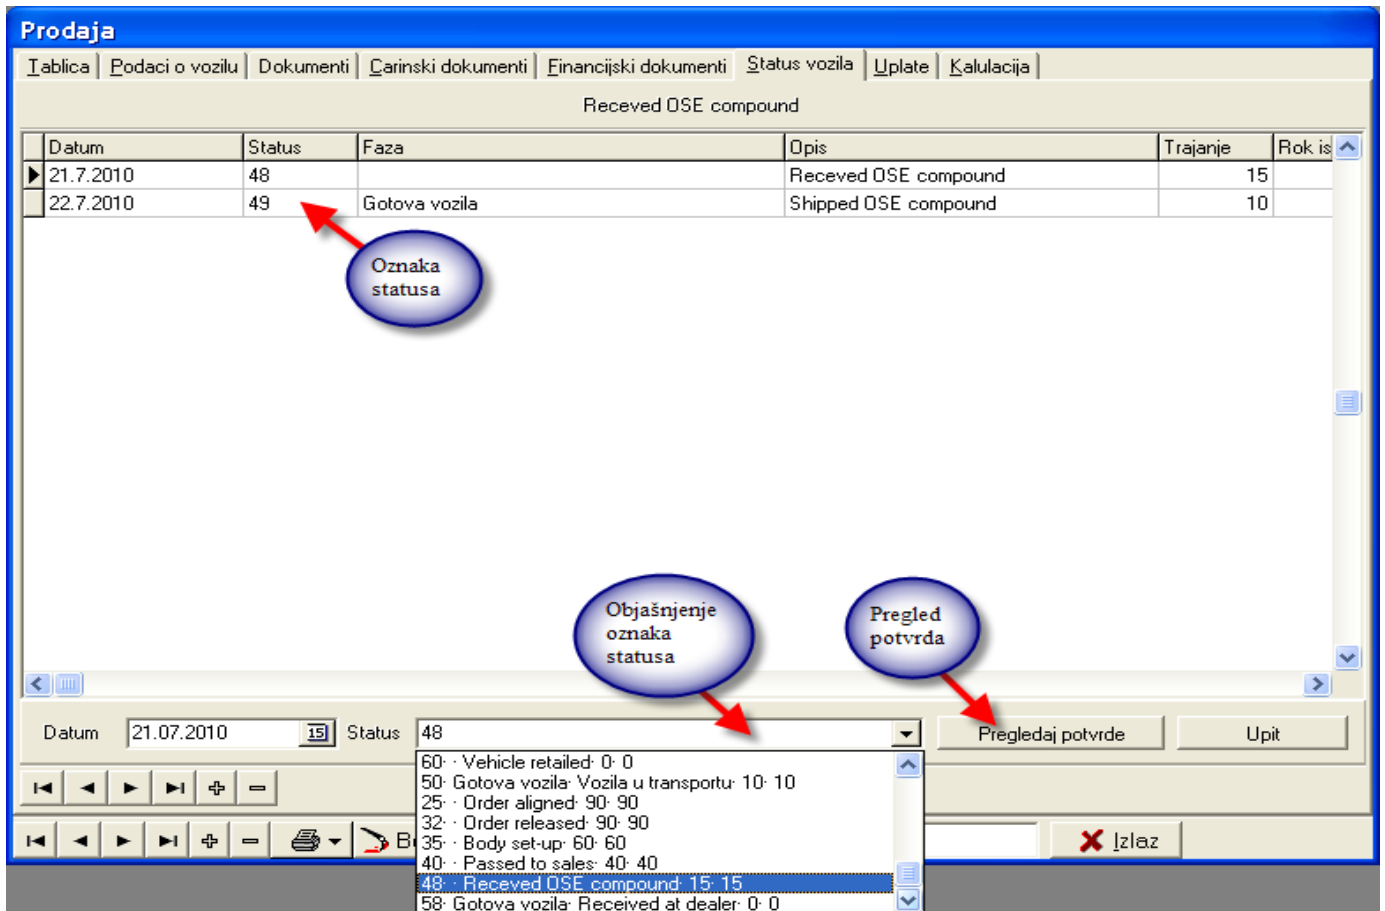 Prodaja
Tablica Podaci o vozilu Dokumenti Carinski dokumenti Financijski dokumenti Status vozila Uplate Kalulacija
Receved OSE compound
Datum Status Faza Opis Trajanje Rok is
21.7.2010 48 Receved OSE compound 15
22.7.2010 49 Gotova vozila Shipped OSE compound 10
Oznaka
statusa
Objašnjenje
oznaka
statusa
Pregled
potvrda
Datum 21.07.2010 15 Status 48 Pregledaj potvrde Upit
60· · Vehicle retailed· 0· 0
50· Gotova vozila· Vozila u transportu· 10· 10
25· · Order aligned· 90· 90
32· · Order released· 90· 90
35· · Body set-up· 60· 60
40· · Passed to sales· 40· 40
48· · Receved OSE compound· 15· 15
58· Gotova vozila· Received at dealer· 0· 0
Izlaz